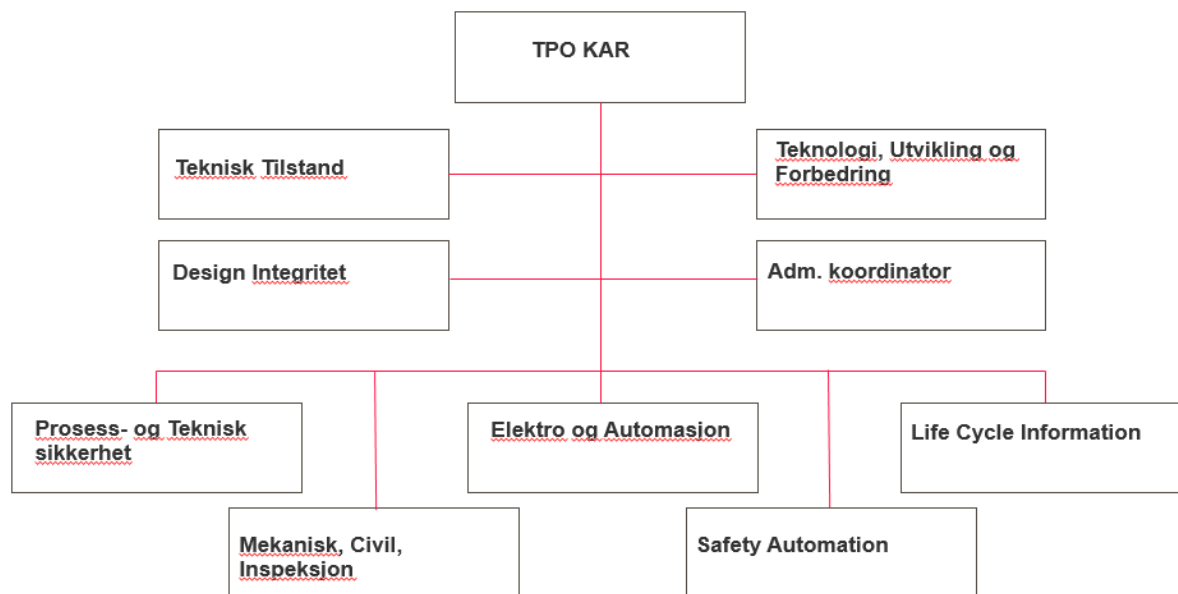 TPO KAR
Teknisk Tilstand
Teknologi, Utvikling og
Forbedring
Design Integritet
Adm. koordinator
Prosess- og Teknisk
sikkerhet
Elektro og Automasjon
Life Cycle Information
Mekanisk, Civil,
Inspeksjon
Safety Automation